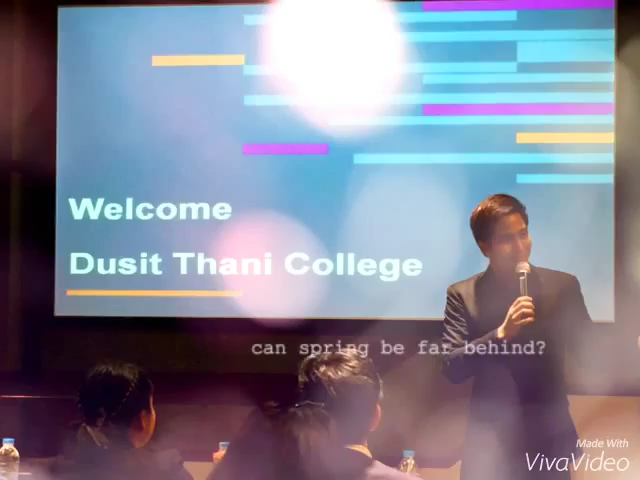 Welcome
Dusit Thani College
can spring be far behind?
Made With
VivaVideo